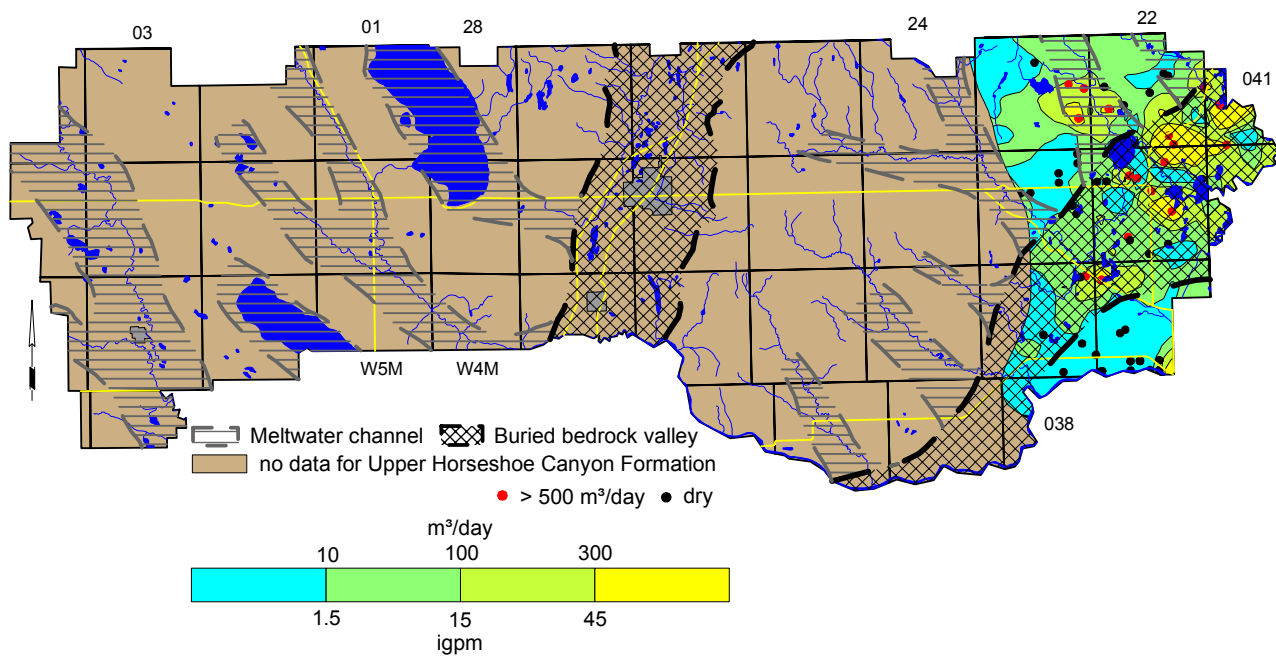 03
01
28
24
22
041
W5M
W4M
038
Meltwater channel
Buried bedrock valley
no data for Upper Horseshoe Canyon Formation
> 500 m³/day
dry
m³/day
10
100
300
1.5
15
45
igpm